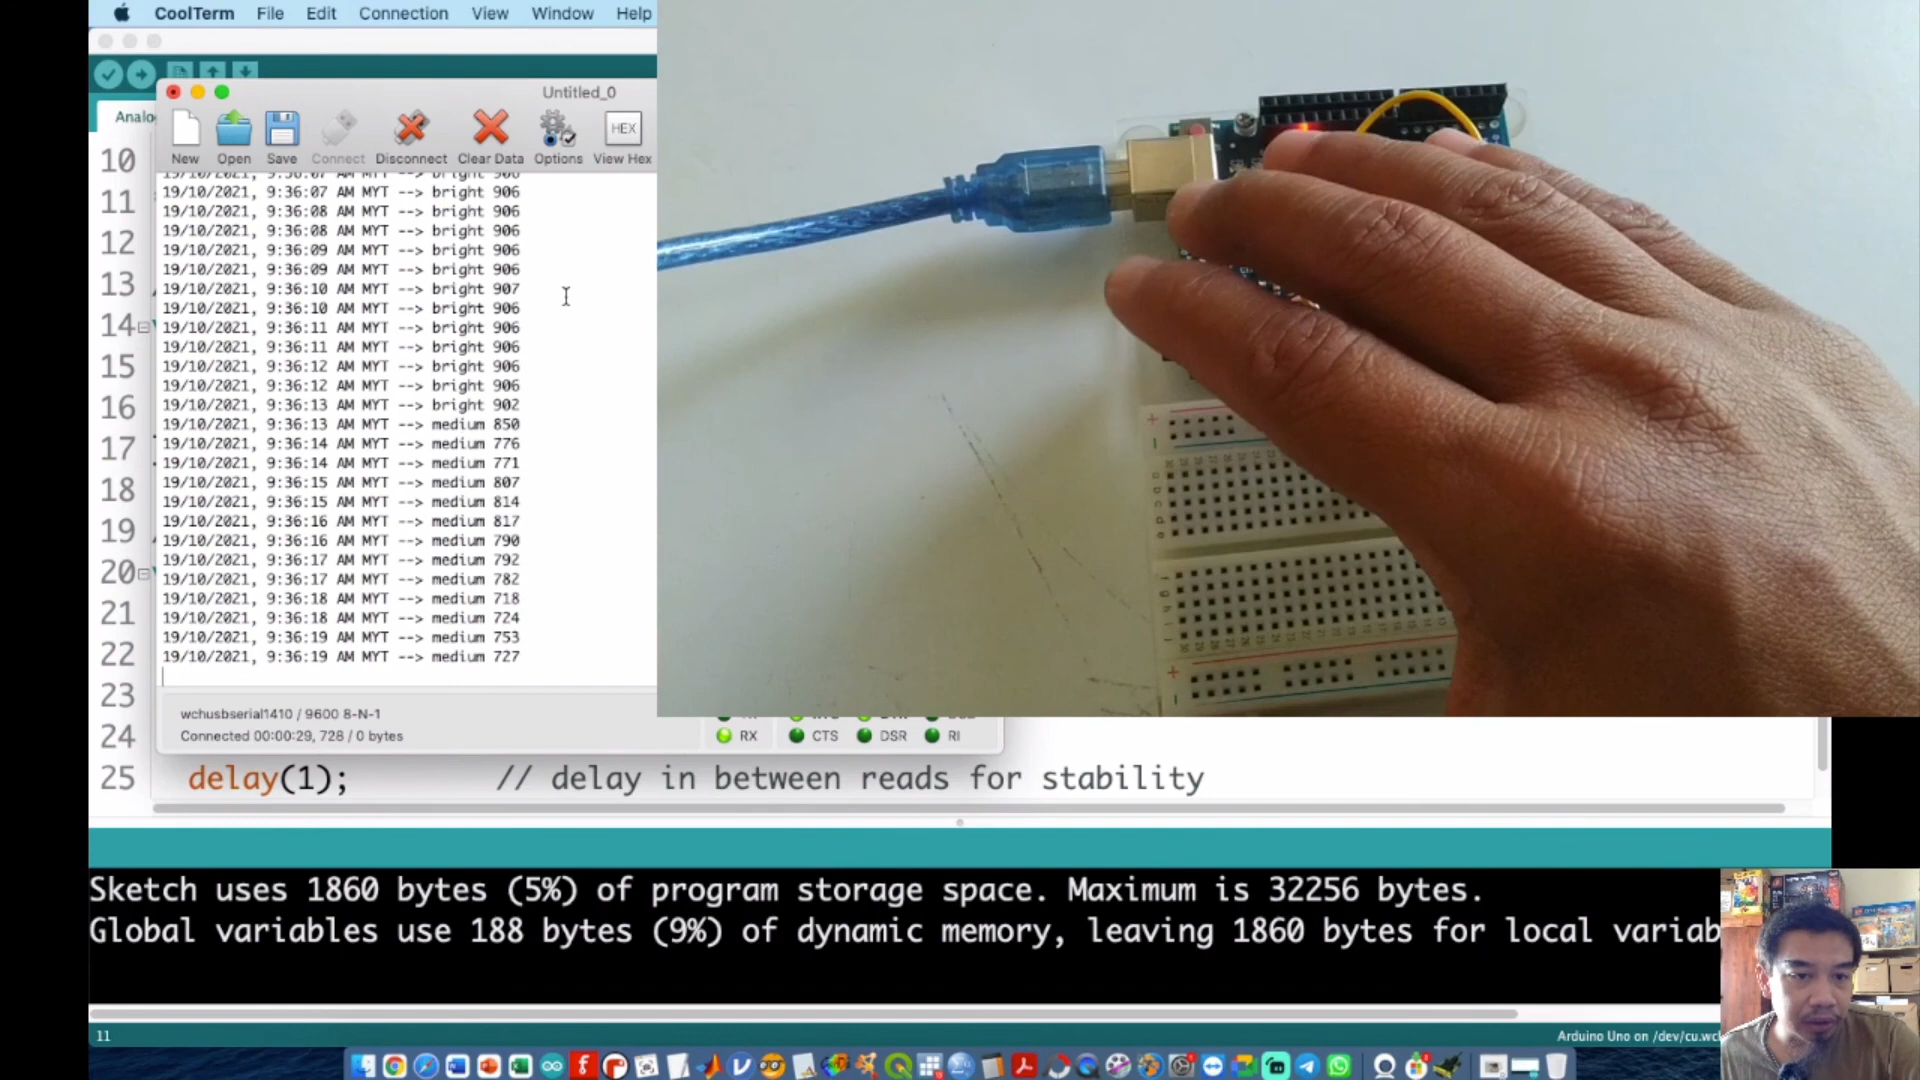 CoolTerm File Edit Connection View Window Help
Untitled_0
Analo
New Open Save Connect Disconnect Clear Data Options View Hex
HEX
10
11
12
13
14
15
16
17
18
19
20
21
22
23
24
19/10/2021, 9:36:07 AM MYT --> bright 906
19/10/2021, 9:36:07 AM MYT --> bright 906
19/10/2021, 9:36:08 AM MYT --> bright 906
19/10/2021, 9:36:08 AM MYT --> bright 906
19/10/2021, 9:36:09 AM MYT --> bright 906
19/10/2021, 9:36:09 AM MYT --> bright 906
19/10/2021, 9:36:10 AM MYT --> bright 907
19/10/2021, 9:36:10 AM MYT --> bright 906
19/10/2021, 9:36:11 AM MYT --> bright 906
19/10/2021, 9:36:11 AM MYT --> bright 906
19/10/2021, 9:36:12 AM MYT --> bright 906
19/10/2021, 9:36:12 AM MYT --> bright 906
19/10/2021, 9:36:13 AM MYT --> bright 902
19/10/2021, 9:36:13 AM MYT --> medium 850
19/10/2021, 9:36:14 AM MYT --> medium 776
19/10/2021, 9:36:14 AM MYT --> medium 771
19/10/2021, 9:36:15 AM MYT --> medium 807
19/10/2021, 9:36:15 AM MYT --> medium 814
19/10/2021, 9:36:16 AM MYT --> medium 817
19/10/2021, 9:36:16 AM MYT --> medium 790
19/10/2021, 9:36:17 AM MYT --> medium 792
19/10/2021, 9:36:17 AM MYT --> medium 782
19/10/2021, 9:36:18 AM MYT --> medium 718
19/10/2021, 9:36:18 AM MYT --> medium 724
19/10/2021, 9:36:19 AM MYT --> medium 753
19/10/2021, 9:36:19 AM MYT --> medium 727
wchusbserial1410 / 9600 8-N-1
Connected 00:00:29, 728 / 0 bytes
RX CTS DSR RI
25 delay(1); // delay in between reads for stability
Sketch uses 1860 bytes (5%) of program storage space. Maximum is 32256 bytes.
Global variables use 188 bytes (9%) of dynamic memory, leaving 1860 bytes for local variab
11 Arduino Uno on /dev/cu.wc